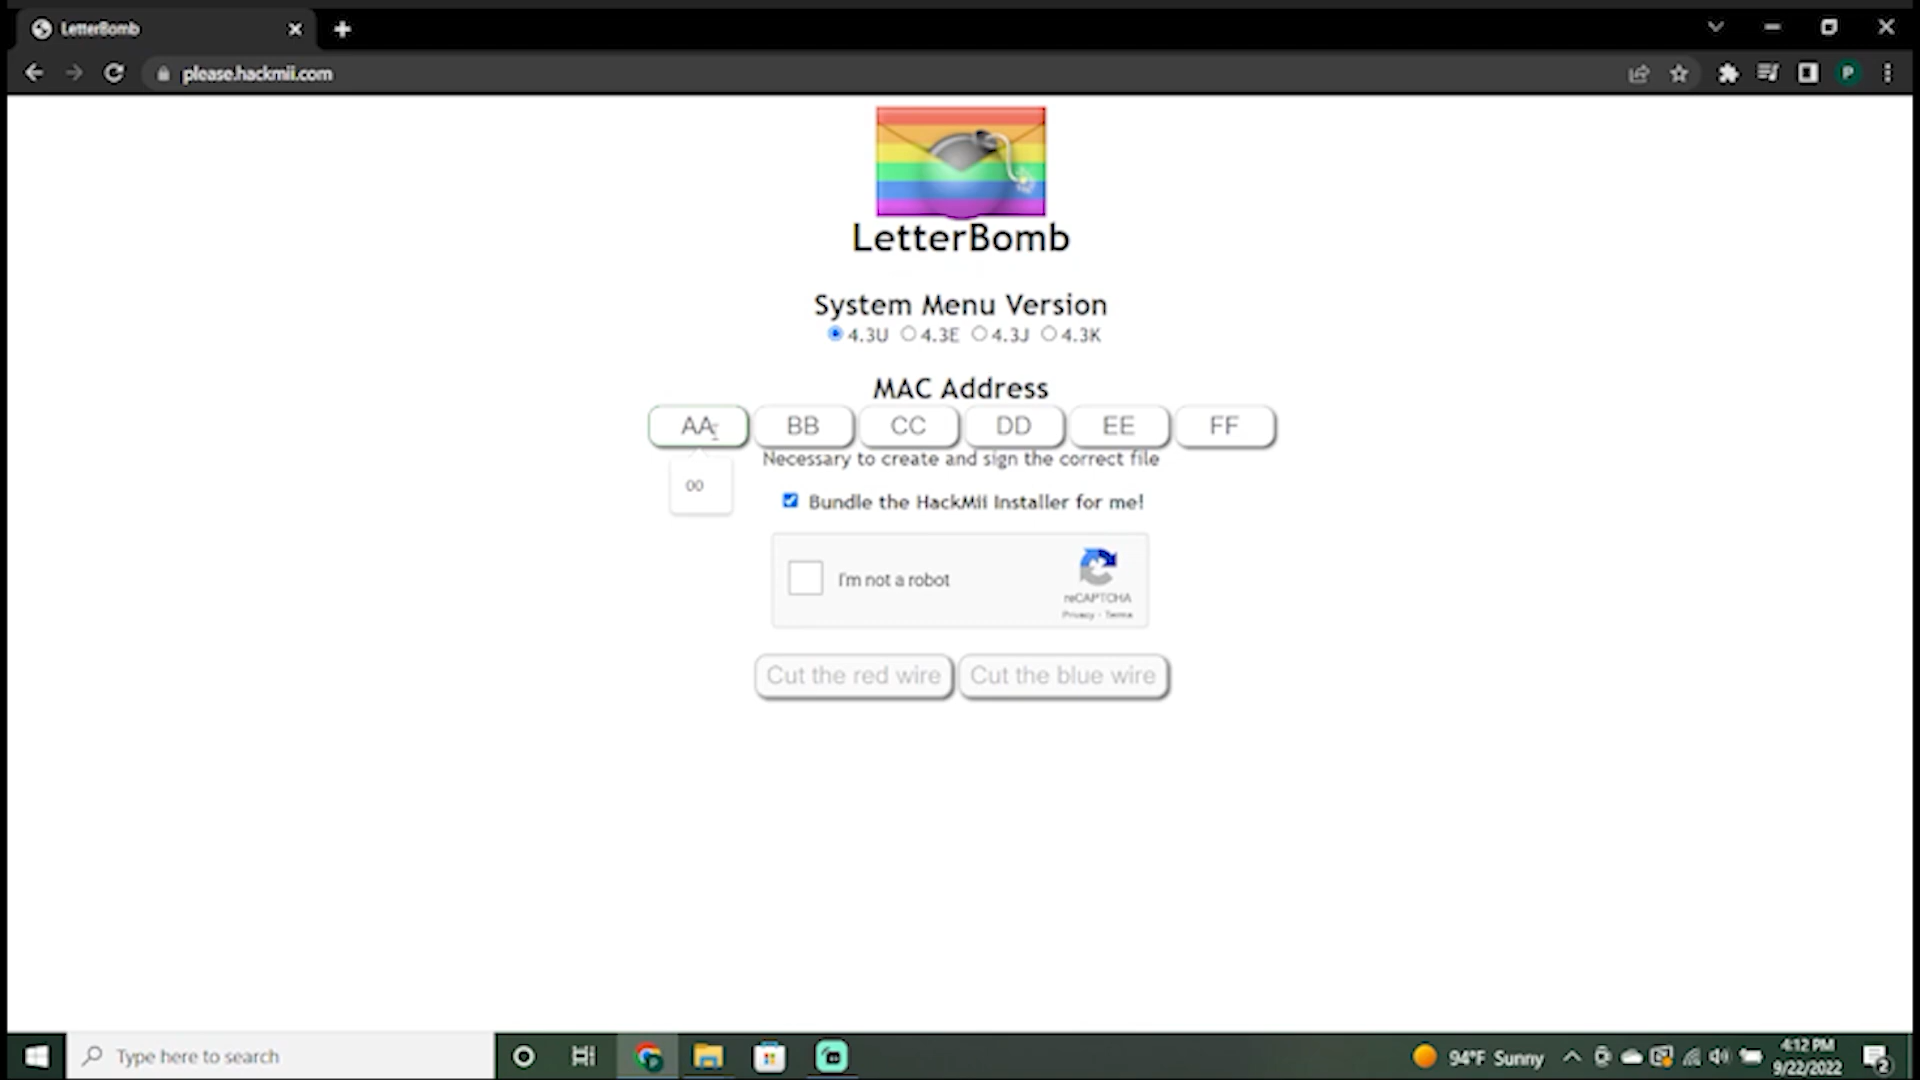 LetterBomb
please.hackmii.com
P
LetterBomb
System Menu Version
4.3U 4.3E 4.3J 4.3K
MAC Address
AA BB CC DD EE FF
Necessary to create and sign the correct file
00
Bundle the HackMii Installer for me!
I'm not a robot
reCAPTCHA
Privacy - Terms
Cut the red wire Cut the blue wire
Type here to search
94°F Sunny
4:12 PM
9/22/2022
2